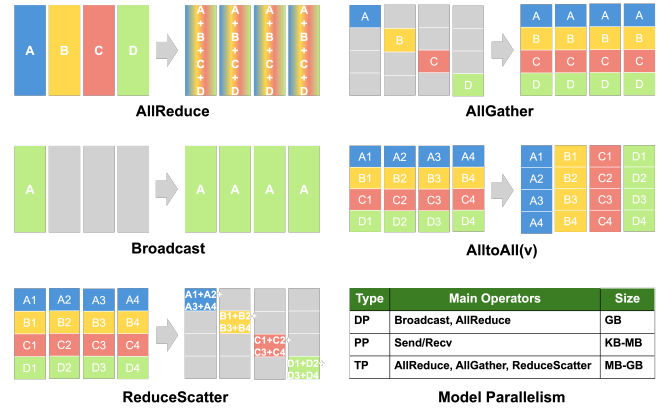 A B C D
A + B + C + D
A + B + C + D
A + B + C + D
A + B + C + D
AllReduce
A
B
C
D
A A A A
B B B B
C C C C
D D D D
AllGather
A
A A A A
Broadcast
A1 A2 A3 A4
B1 B2 B3 B4
C1 C2 C3 C4
D1 D2 D3 D4
A1 B1 C1 D1
A2 B2 C2 D2
A3 B3 C3 D3
A4 B4 C4 D4
AlltoAll(v)
A1 A2 A3 A4
B1 B2 B3 B4
C1 C2 C3 C4
D1 D2 D3 D4
A1+A2+
A3+A4
B1+B2+
B3+B4
C1+C2+
C3+C4
D1+D2+
D3+D4
ReduceScatter
Type Main Operators Size
DP Broadcast, AllReduce GB
PP Send/Recv KB-MB
TP AllReduce, AllGather, ReduceScatter MB-GB
Model Parallelism